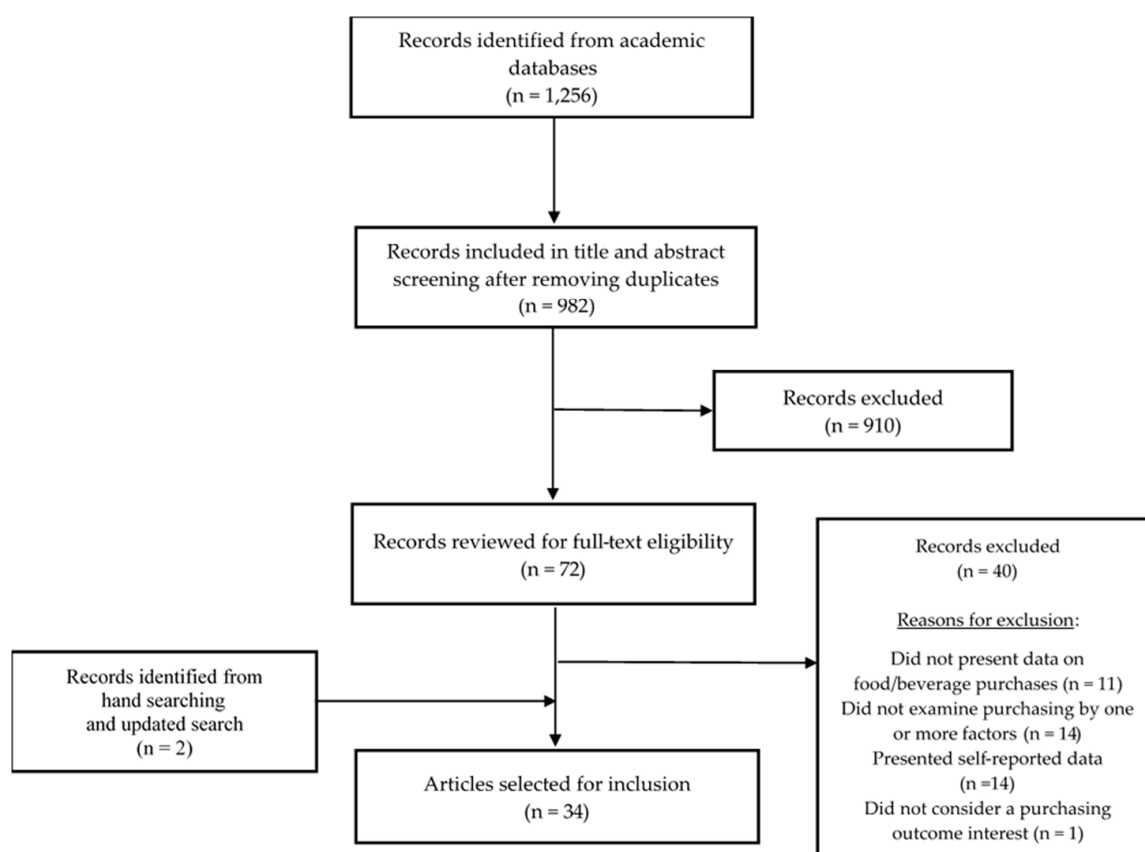 Records identified from academic
databases
(n = 1,256)
Records included in title and abstract
screening after removing duplicates
(n = 982)
Records excluded
(n = 910)
Records reviewed for full-text eligibility
(n = 72)
Records excluded
(n = 40)
Reasons for exclusion:
Did not present data on
food/beverage purchases (n = 11)
Did not examine purchasing by one
or more factors (n = 14)
Presented self-reported data
(n =14)
Did not consider a purchasing
outcome interest (n = 1)
Records identified from
hand searching
and updated search
(n = 2)
Articles selected for inclusion
(n = 34)